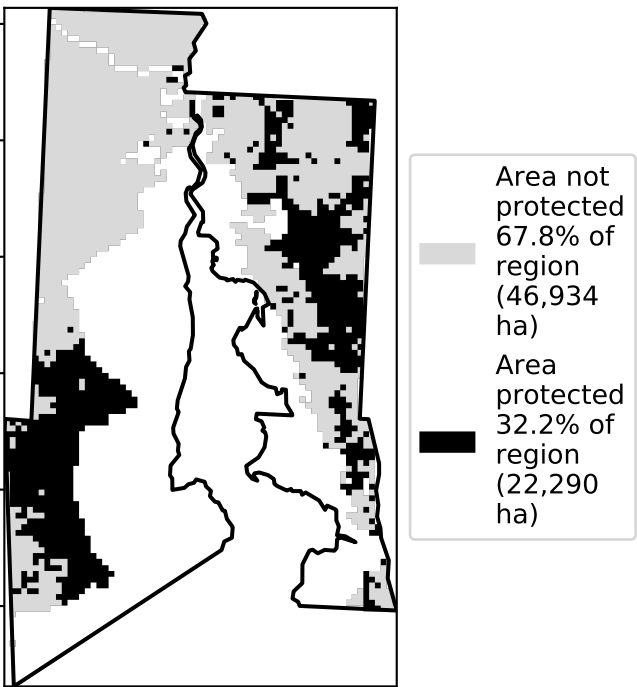 Area not
protected
67.8% of
region
(46,934
ha)
Area
protected
32.2% of
region
(22,290
ha)